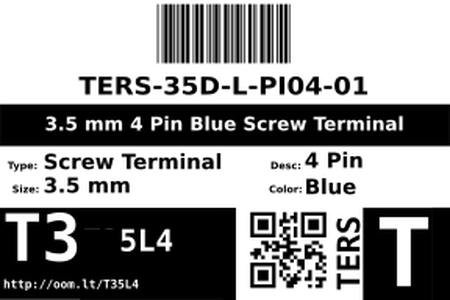 TERS-35D-L-PI04-01
3.5 mm 4 Pin Blue Screw Terminal
Type: Screw Terminal
Desc: 4 Pin
Size: 3.5 mm
Color: Blue
T3
5L4
http://oom.lt/T35L4
TERS
T